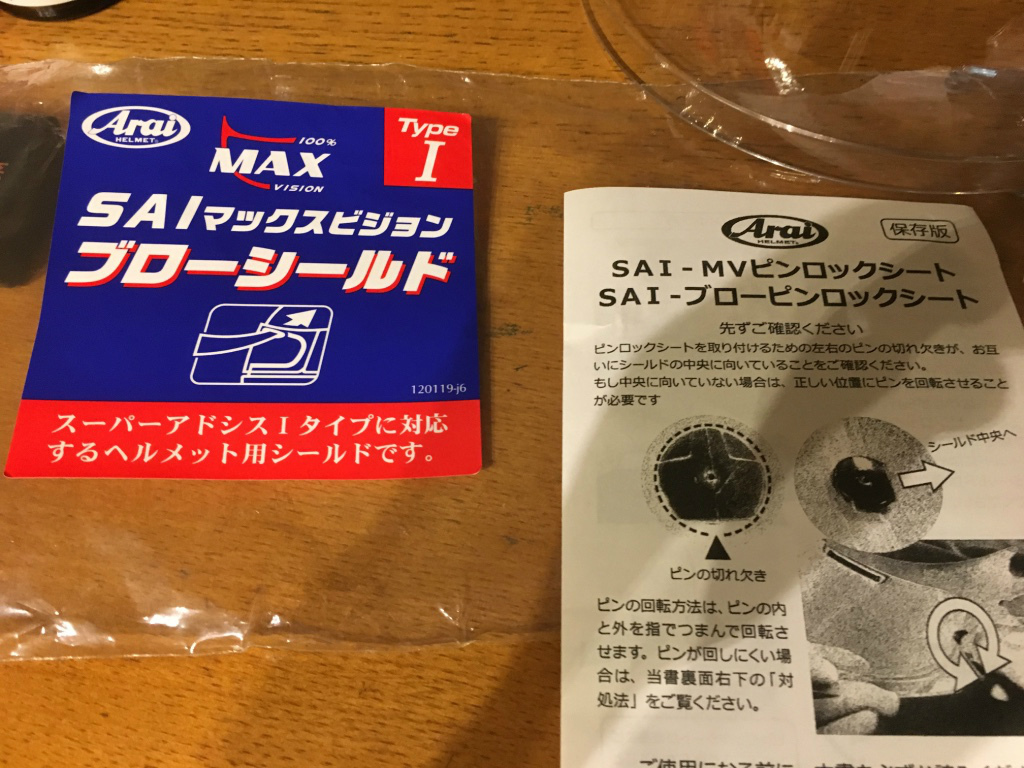 Arai
HELMET
100%
MAX
VISION
Type
I
SAIマックスビジョン
ブローシールド
120119-j6
スーパーアドシスIタイプに対応
するヘルメット用シールドです。
Arai
HELMET
保存版
SAI-MVピンロックシート
SAI-ブローピンロックシート
先ずご確認ください
ピンロックシートを取り付けるための左右のピンの切れ欠きが、お互
いにシールドの中央に向いていることをご確認ください。
もし中央に向いていない場合は、正しい位置にピンを回転させること
が必要です
シールド中央へ
ピンの切れ欠き
ピンの回転方法は、ピンの内
と外を指でつまんで回転さ
せます。ピンが回しにくい場
合は、当書裏面右下の「対
処法」をご覧ください。
ご使用になる前に